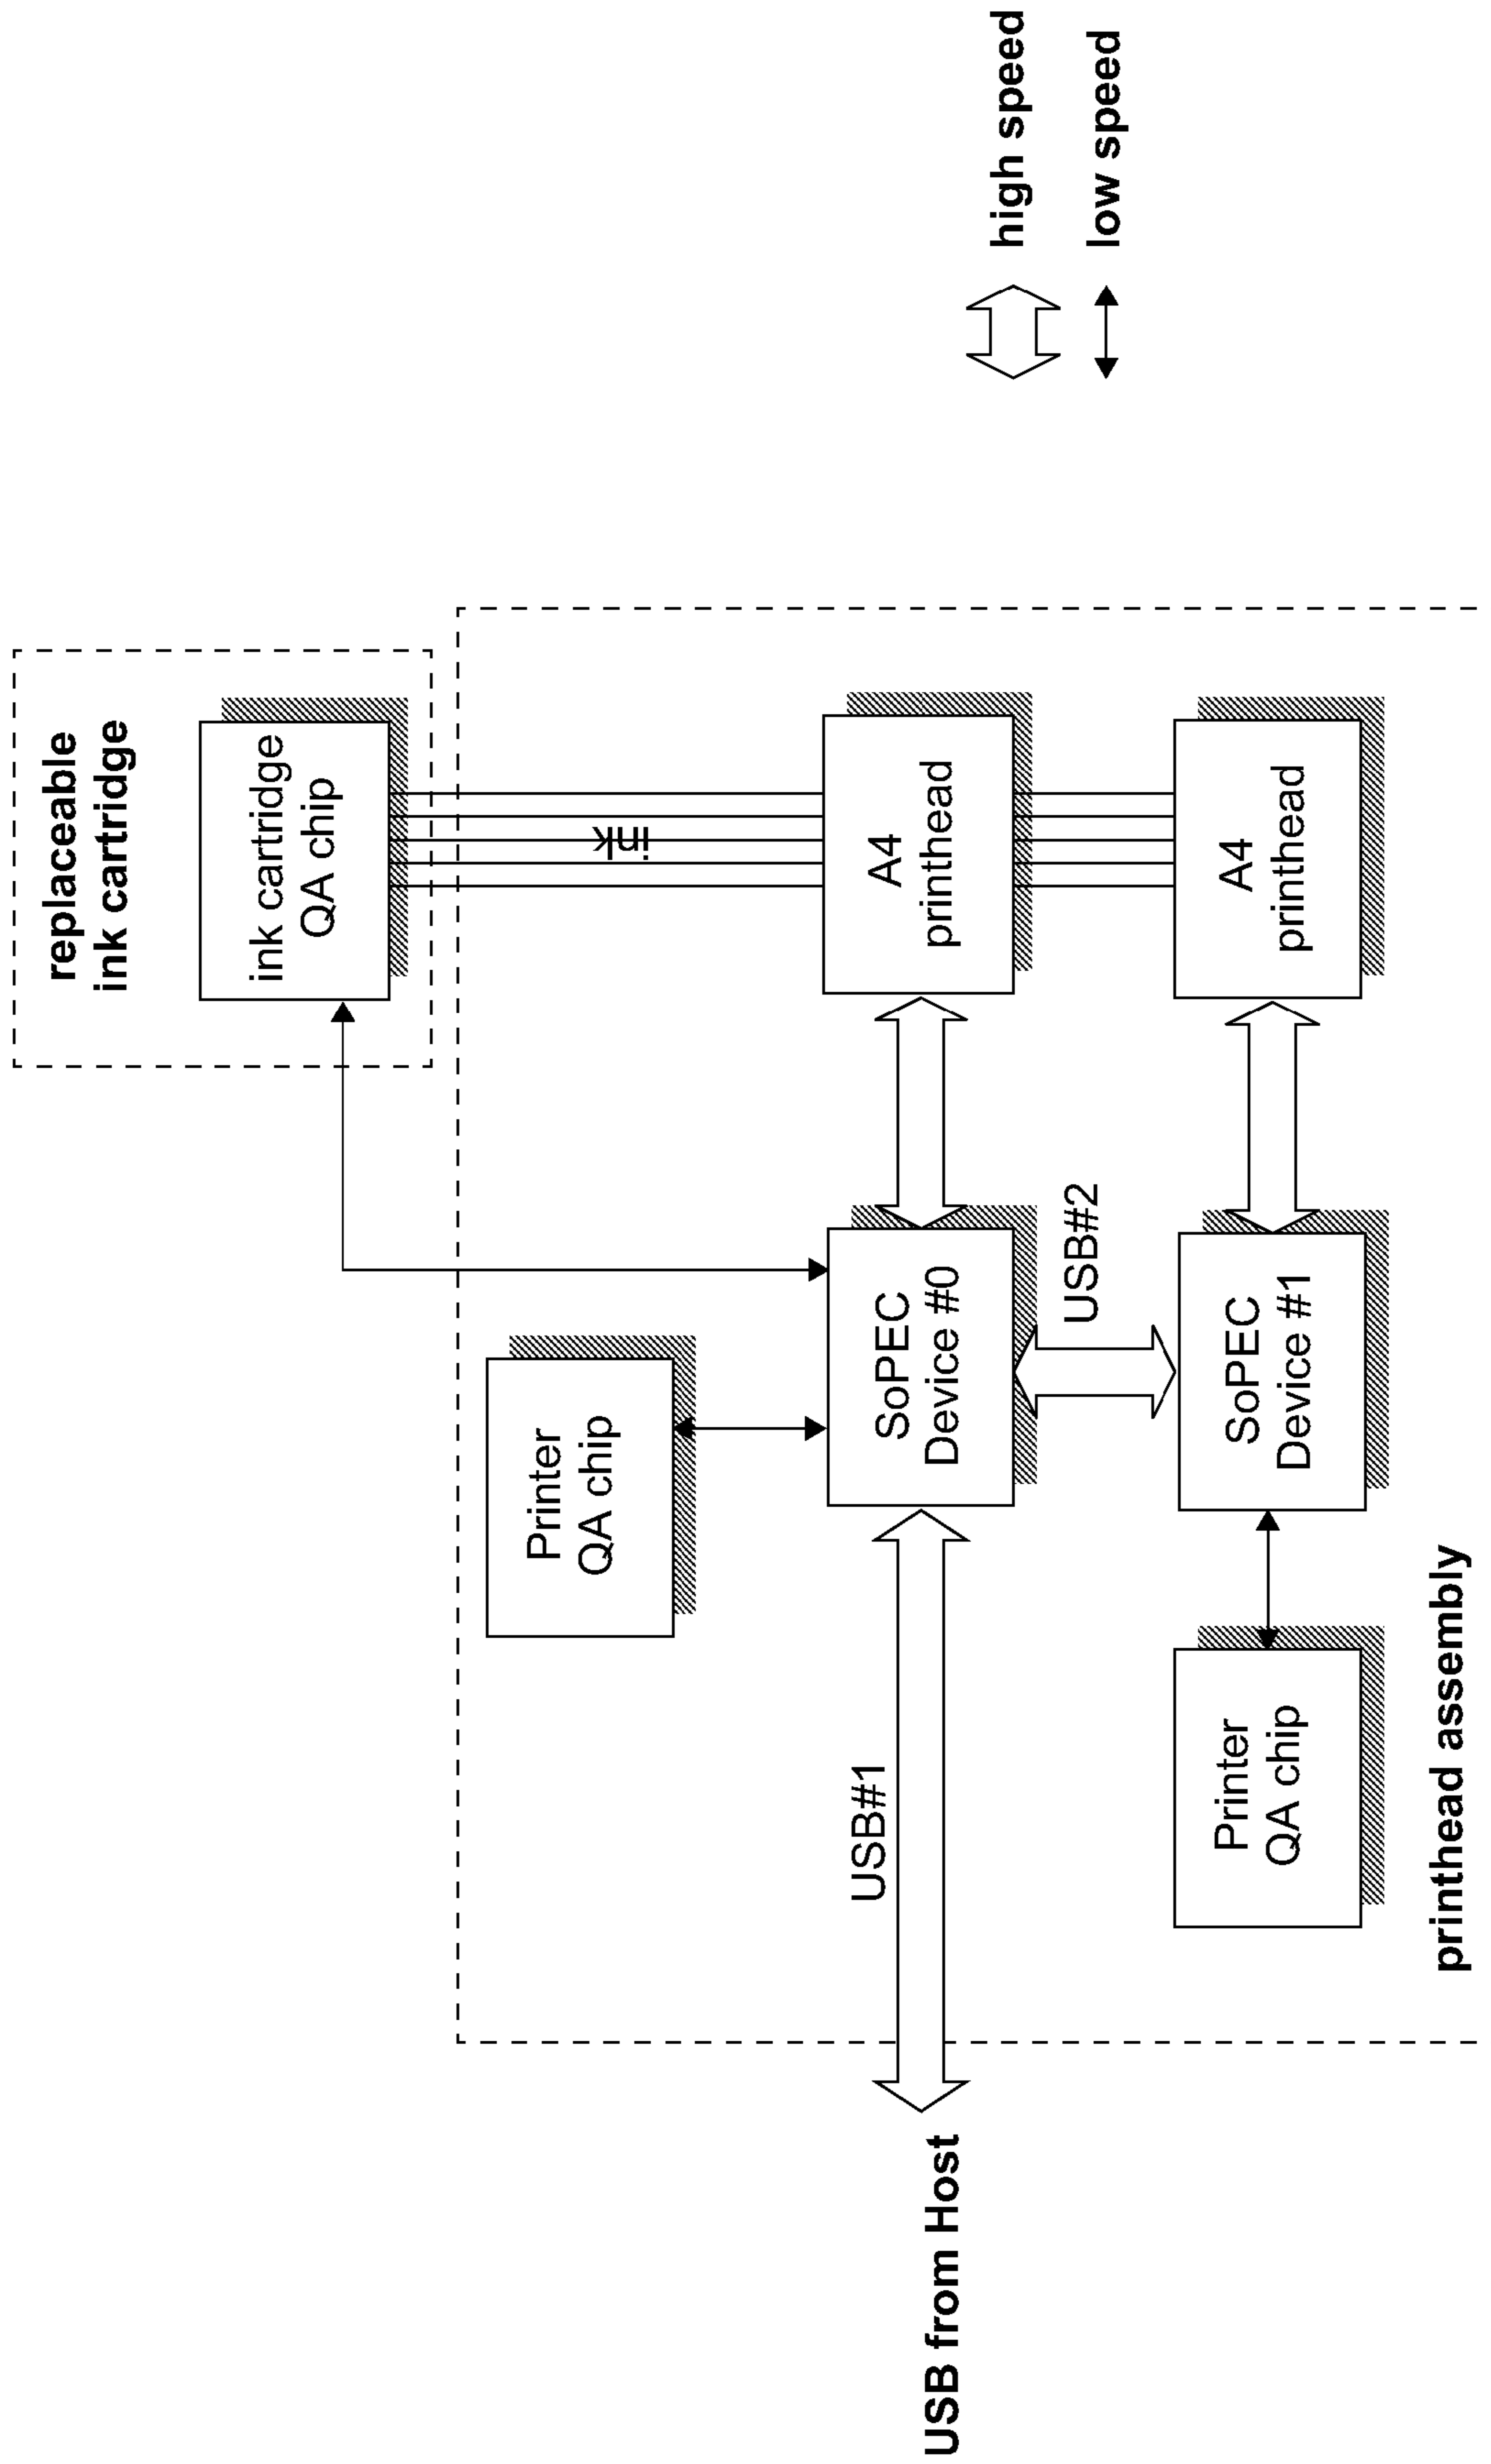 replaceable
ink cartridge
ink cartridge
QA chip
ink
Printer
QA chip
USB from Host
USB#1
SoPEC
Device #0
A4
printhead
USB#2
Printer
QA chip
SoPEC
Device #1
A4
printhead
printhead assembly
high speed
low speed